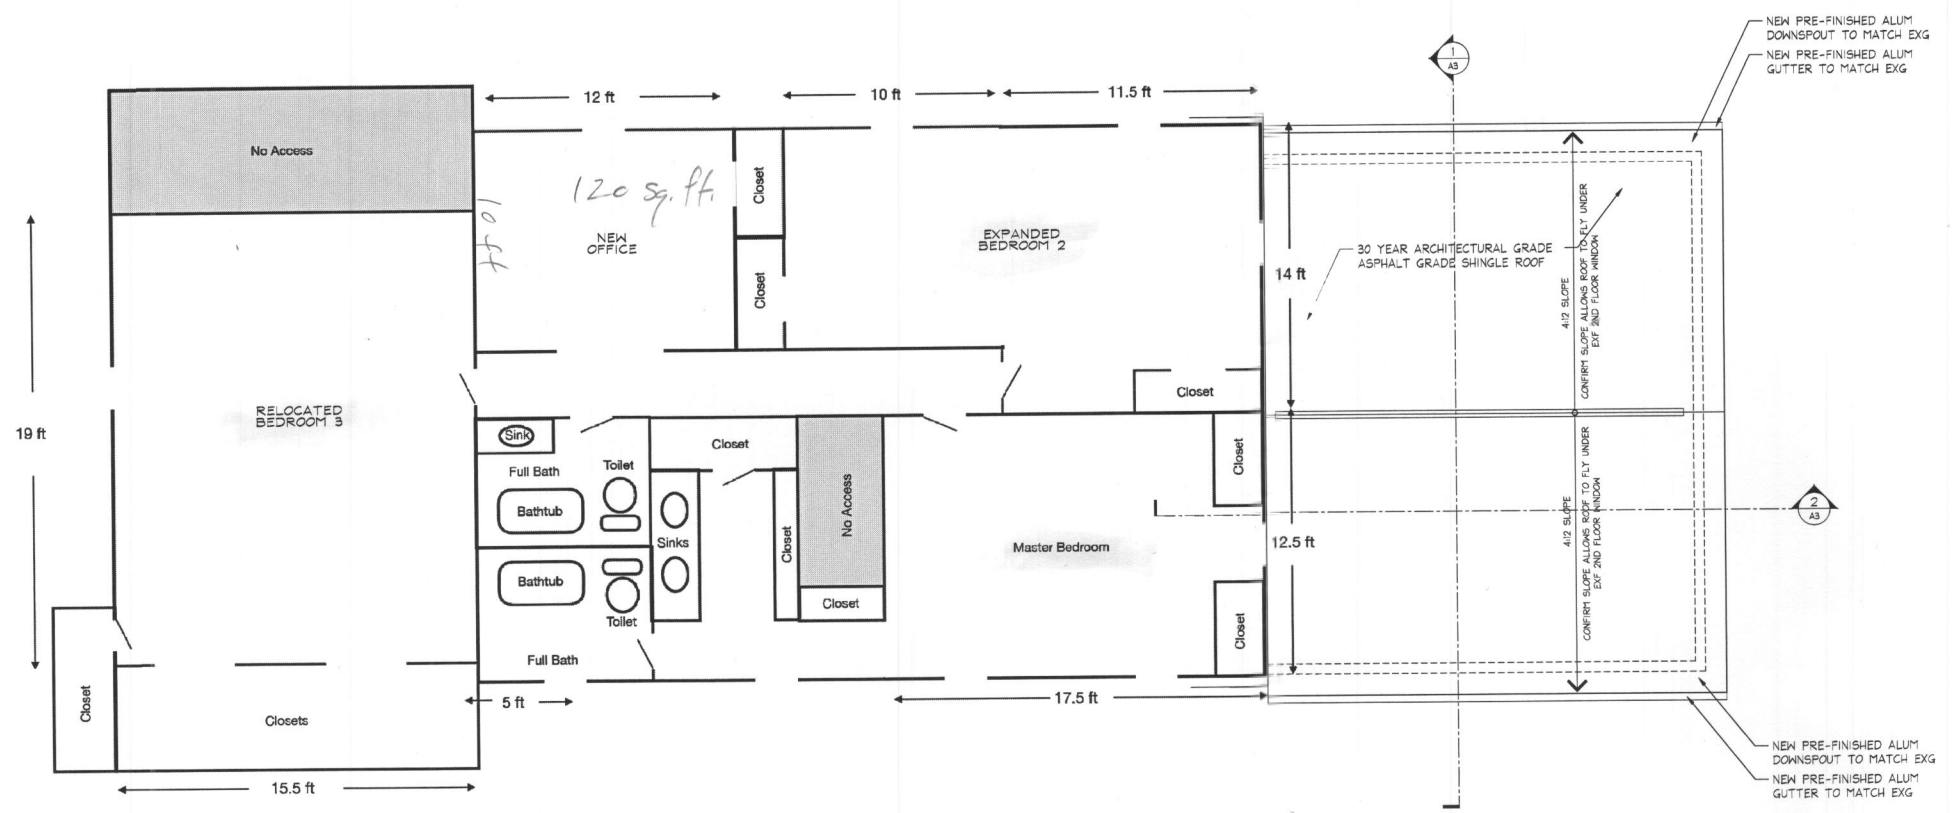 NEW PRE-FINISHED ALUM
DOWNSPOUT TO MATCH EXG
NEW PRE-FINISHED ALUM
GUTTER TO MATCH EXG
1
A3
12 ft
10 ft
11.5 ft
No Access
120 sq. ft.
10 ft
NEW
OFFICE
Closet
Closet
EXPANDED
BEDROOM 2
14 ft
30 YEAR ARCHITECTURAL GRADE
ASPHALT GRADE SHINGLE ROOF
4:12 SLOPE
CONFIRM SLOPE ALLOWS ROOF TO FLY UNDER
EXF 2ND FLOOR WINDOW
19 ft
RELOCATED
BEDROOM 3
Closet
Sink
Full Bath
Toilet
Bathtub
Closet
Sinks
Closet
No Access
Closet
Closet
Master Bedroom
12.5 ft
4:12 SLOPE
CONFIRM SLOPE ALLOWS ROOF TO FLY UNDER
EXF 2ND FLOOR WINDOW
2
A3
Bathtub
Toilet
Full Bath
Closet
Closet
Closets
5 ft
17.5 ft
15.5 ft
NEW PRE-FINISHED ALUM
DOWNSPOUT TO MATCH EXG
NEW PRE-FINISHED ALUM
GUTTER TO MATCH EXG